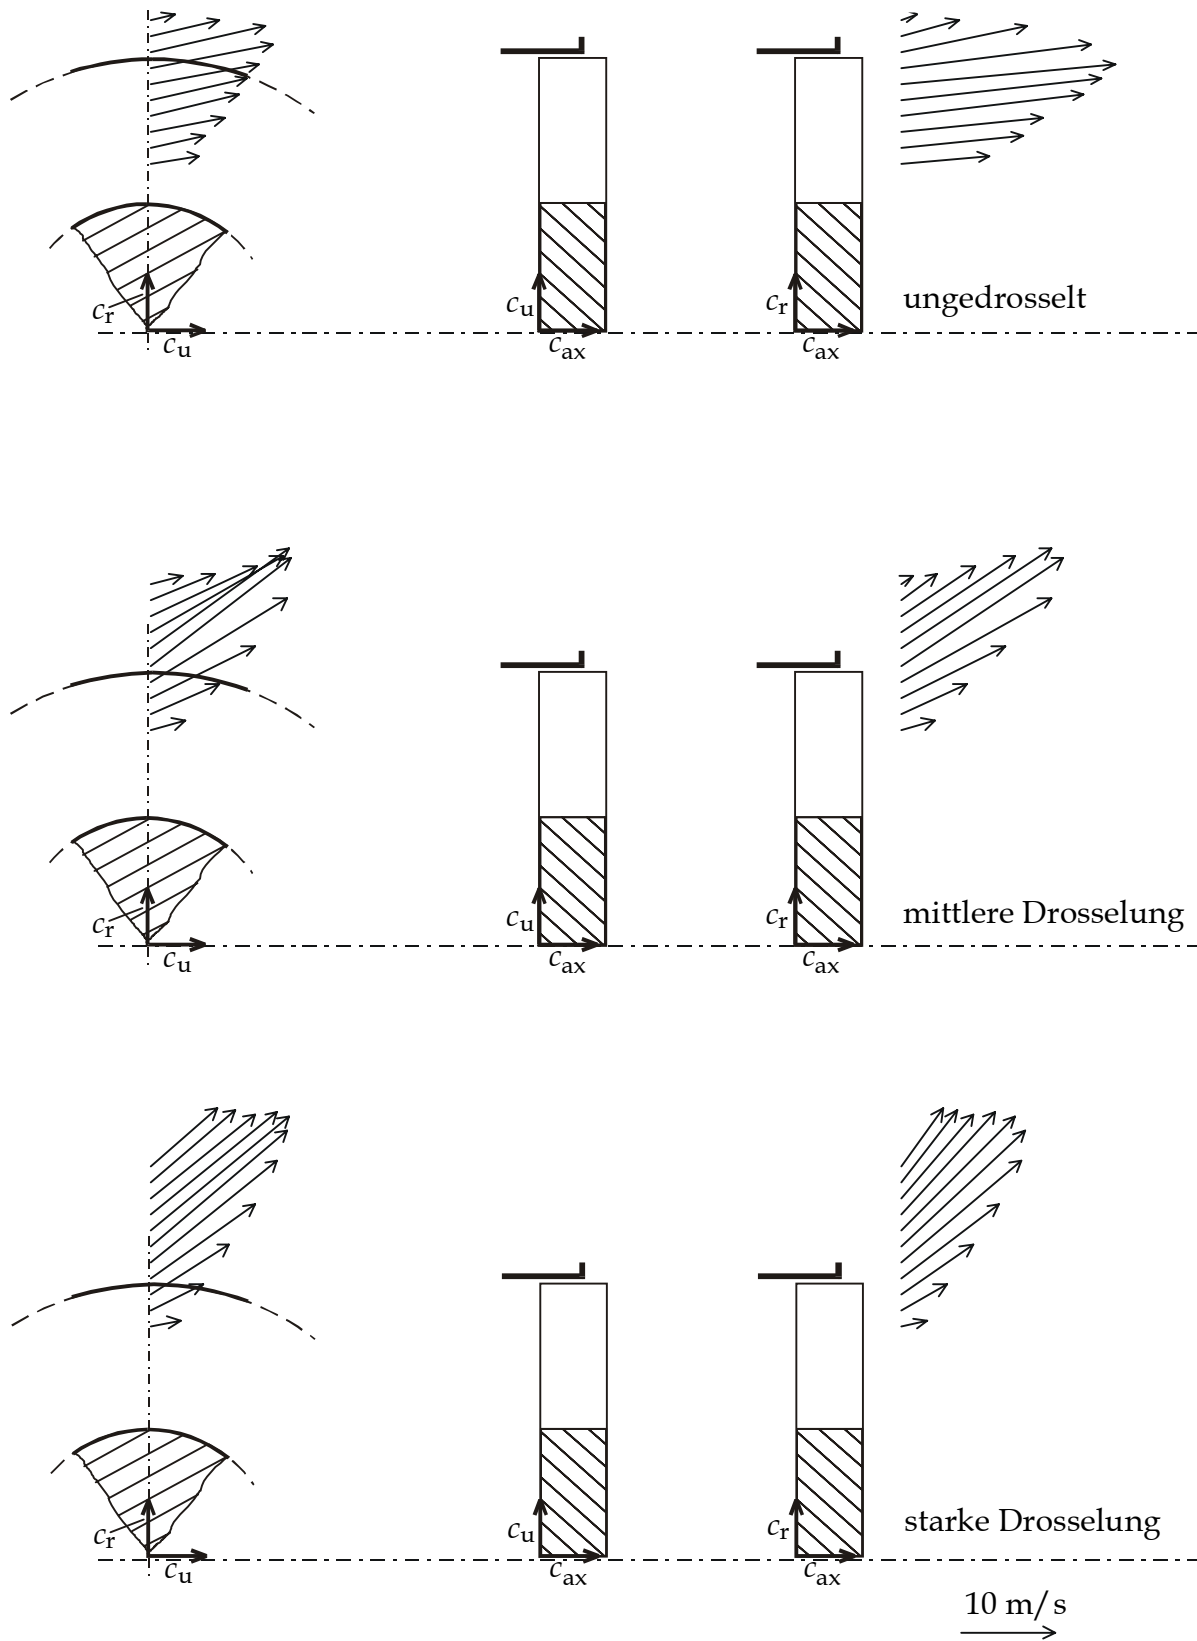 cr
cu
cu
cax
cr
cax
ungedrosselt
cr
cu
cu
cax
cr
cax
mittlere Drosselung
cr
cu
cu
cax
cr
cax
starke Drosselung
10 m/s